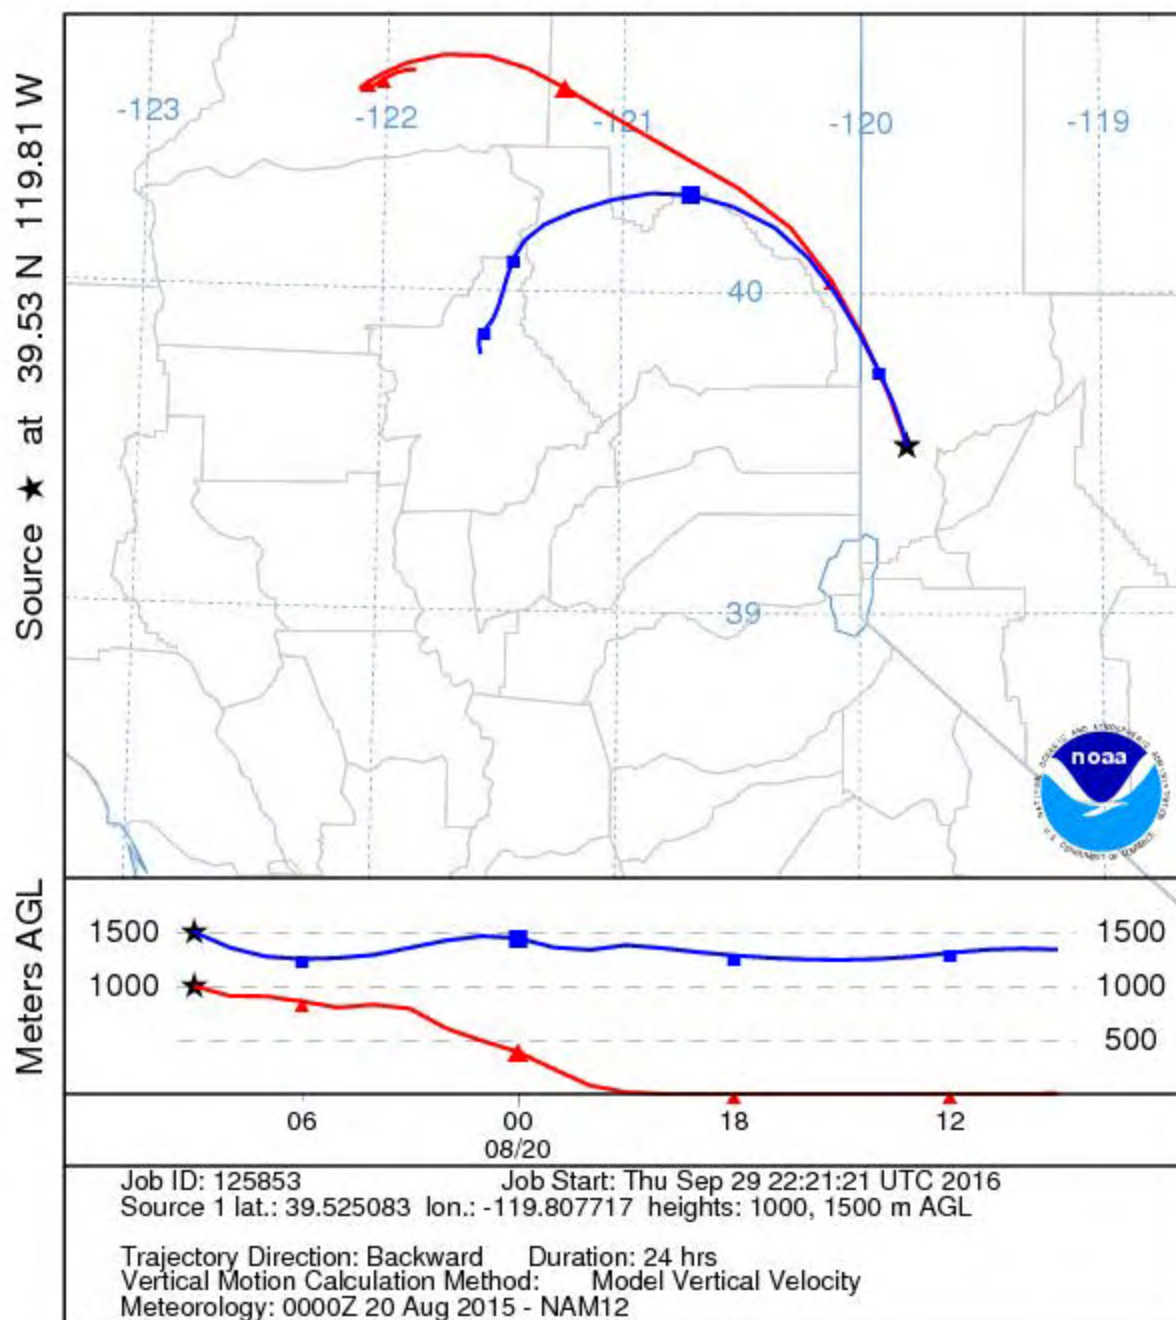 Source ★ at 39.53 N 119.81 W
-123
-122
-121
-120
-119
40
39
noaa
Meters AGL
1500
1500
1000
1000
500
06
00
18
12
08/20
Job ID: 125853 Job Start: Thu Sep 29 22:21:21 UTC 2016
Source 1 lat.: 39.525083 lon.: -119.807717 heights: 1000, 1500 m AGL
Trajectory Direction: Backward Duration: 24 hrs
Vertical Motion Calculation Method: Model Vertical Velocity
Meteorology: 0000Z 20 Aug 2015 - NAM12